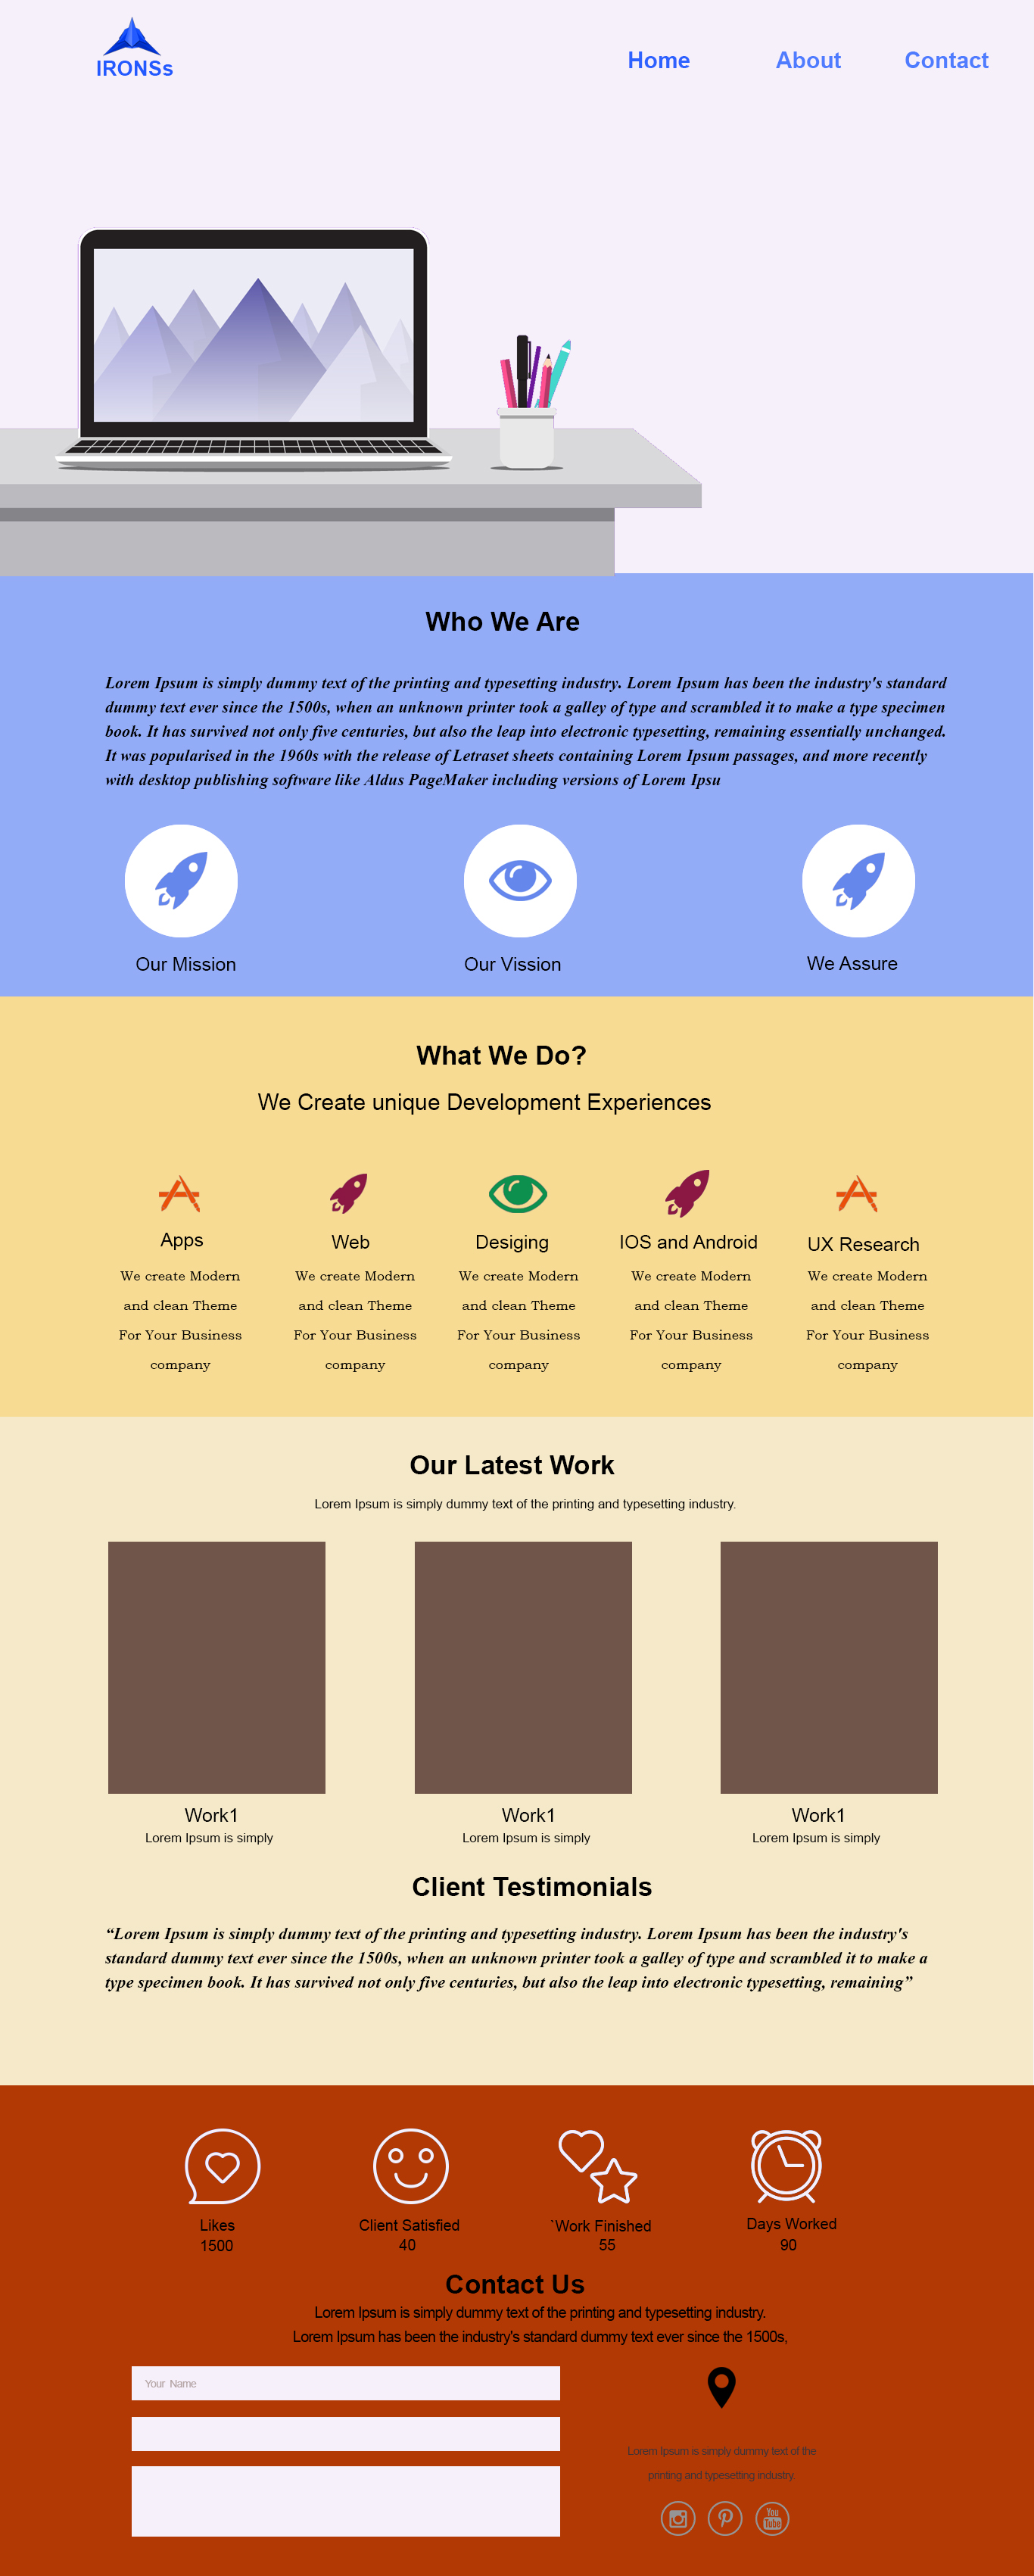 IRONSs
Home About Contact
Who We Are
Lorem Ipsum is simply dummy text of the printing and typesetting industry. Lorem Ipsum has been the industry's standard
dummy text ever since the 1500s, when an unknown printer took a galley of type and scrambled it to make a type specimen
book. It has survived not only five centuries, but also the leap into electronic typesetting, remaining essentially unchanged.
It was popularised in the 1960s with the release of Letraset sheets containing Lorem Ipsum passages, and more recently
with desktop publishing software like Aldus PageMaker including versions of Lorem Ipsu
Our Mission
Our Vission
We Assure
What We Do?
We Create unique Development Experiences
Apps
We create Modern
and clean Theme
For Your Business
company
Web
We create Modern
and clean Theme
For Your Business
company
Desiging
We create Modern
and clean Theme
For Your Business
company
IOS and Android
We create Modern
and clean Theme
For Your Business
company
UX Research
We create Modern
and clean Theme
For Your Business
company
Our Latest Work
Lorem Ipsum is simply dummy text of the printing and typesetting industry.
Work1
Lorem Ipsum is simply
Work1
Lorem Ipsum is simply
Work1
Lorem Ipsum is simply
Client Testimonials
“Lorem Ipsum is simply dummy text of the printing and typesetting industry. Lorem Ipsum has been the industry's
standard dummy text ever since the 1500s, when an unknown printer took a galley of type and scrambled it to make a
type specimen book. It has survived not only five centuries, but also the leap into electronic typesetting, remaining”
Likes
1500
Client Satisfied
40
`Work Finished
55
Days Worked
90
Contact Us
Lorem Ipsum is simply dummy text of the printing and typesetting industry.
Lorem Ipsum has been the industry's standard dummy text ever since the 1500s,
Your Name
Lorem Ipsum is simply dummy text of the
printing and typesetting industry.
You
Tube